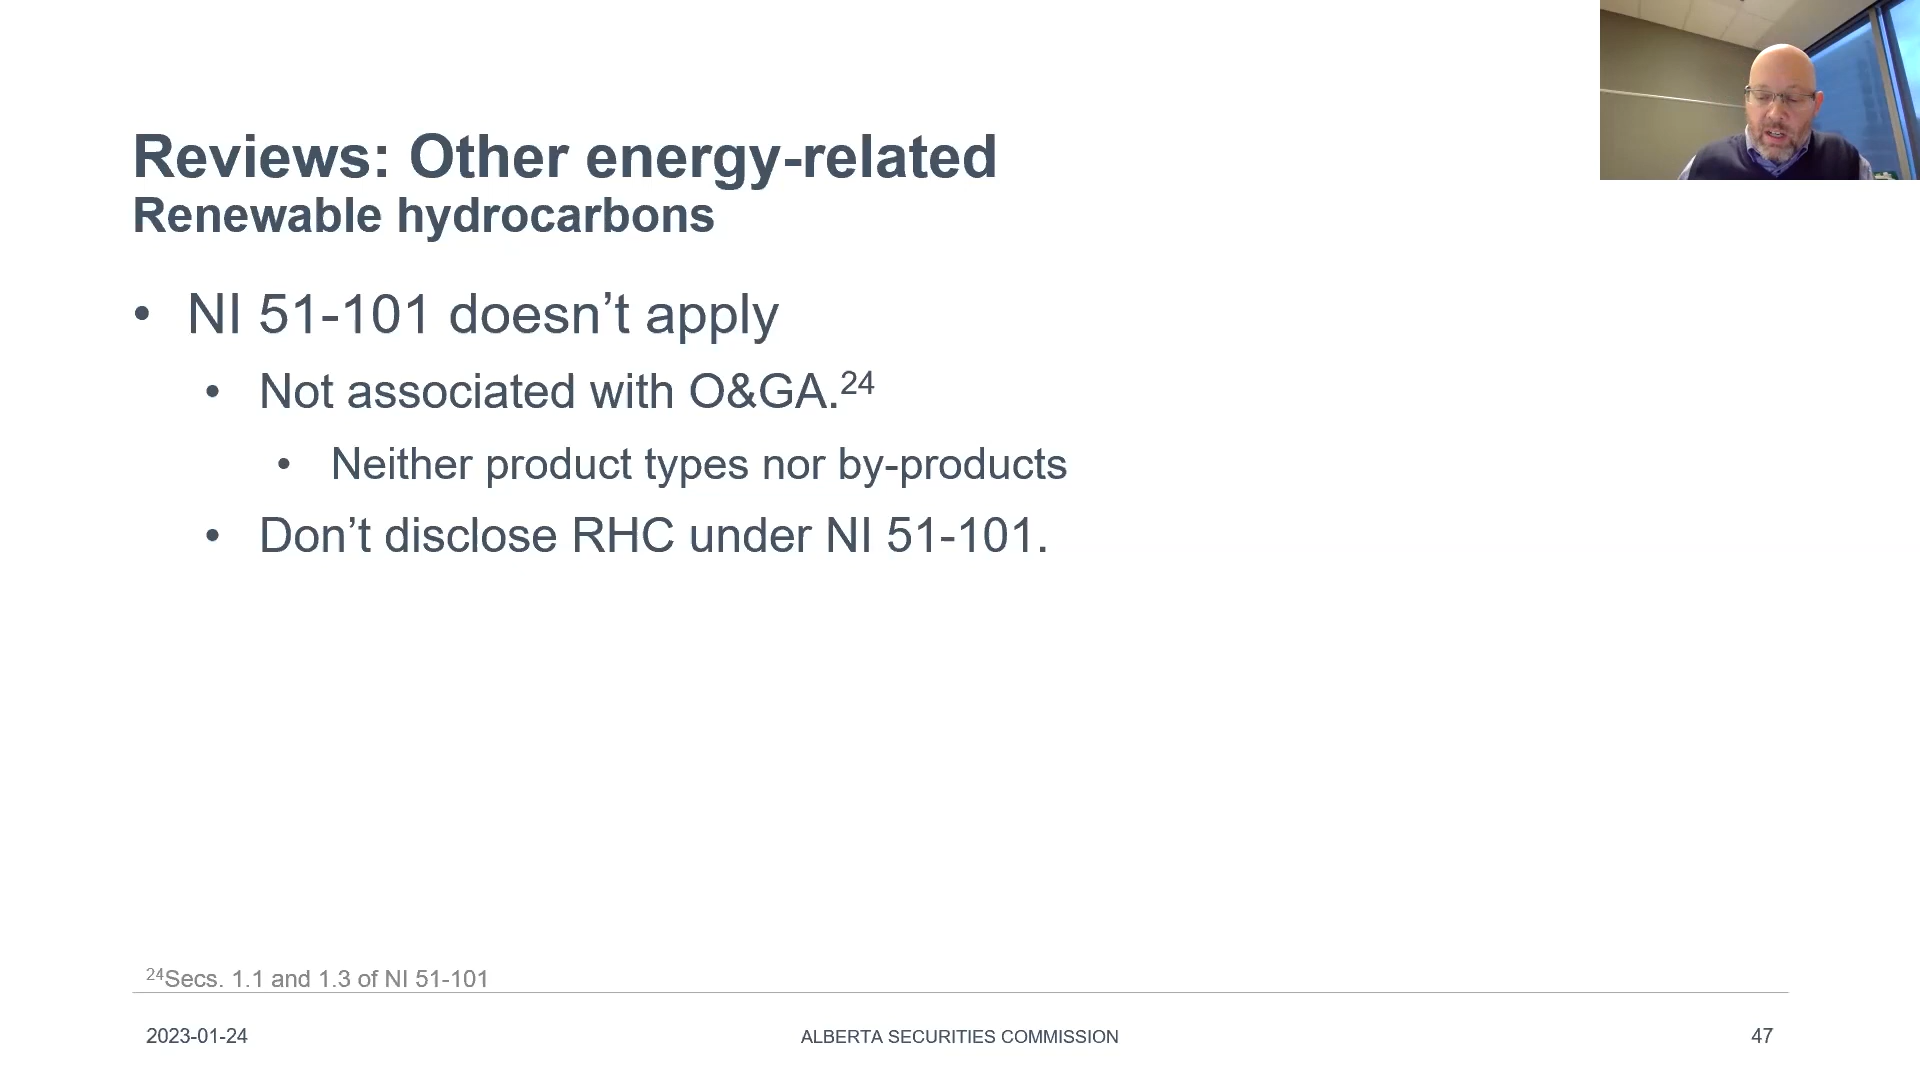 Reviews: Other energy-related
Renewable hydrocarbons
• NI 51-101 doesn’t apply
• Not associated with O&GA.24
• Neither product types nor by-products
• Don’t disclose RHC under NI 51-101.
24Secs. 1.1 and 1.3 of NI 51-101
2023-01-24
ALBERTA SECURITIES COMMISSION
47